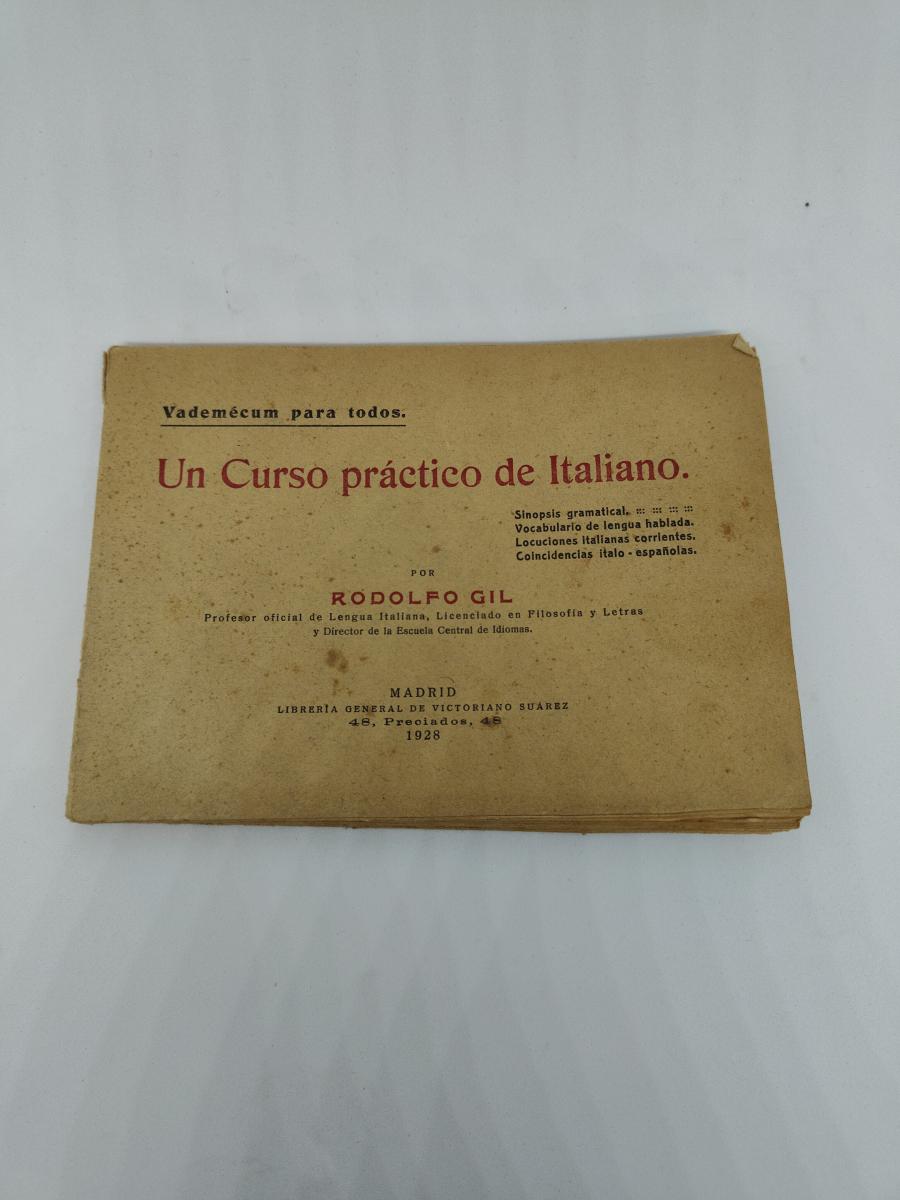 Vademécum para todos.
Un Curso práctico de Italiano.
Sinopsis gramatical. ::: ::: ::: :::
Vocabulario de lengua hablada.
Locuciones italianas corrientes.
Coincidencias italo - españolas.
POR
RODOLFO GIL
Profesor oficial de Lengua Italiana, Licenciado en Filosofía y Letras
y Director de la Escuela Central de Idiomas.
MADRID
LIBRERÍA GENERAL DE VICTORIANO SUÁREZ
48, Preciados, 48
1928